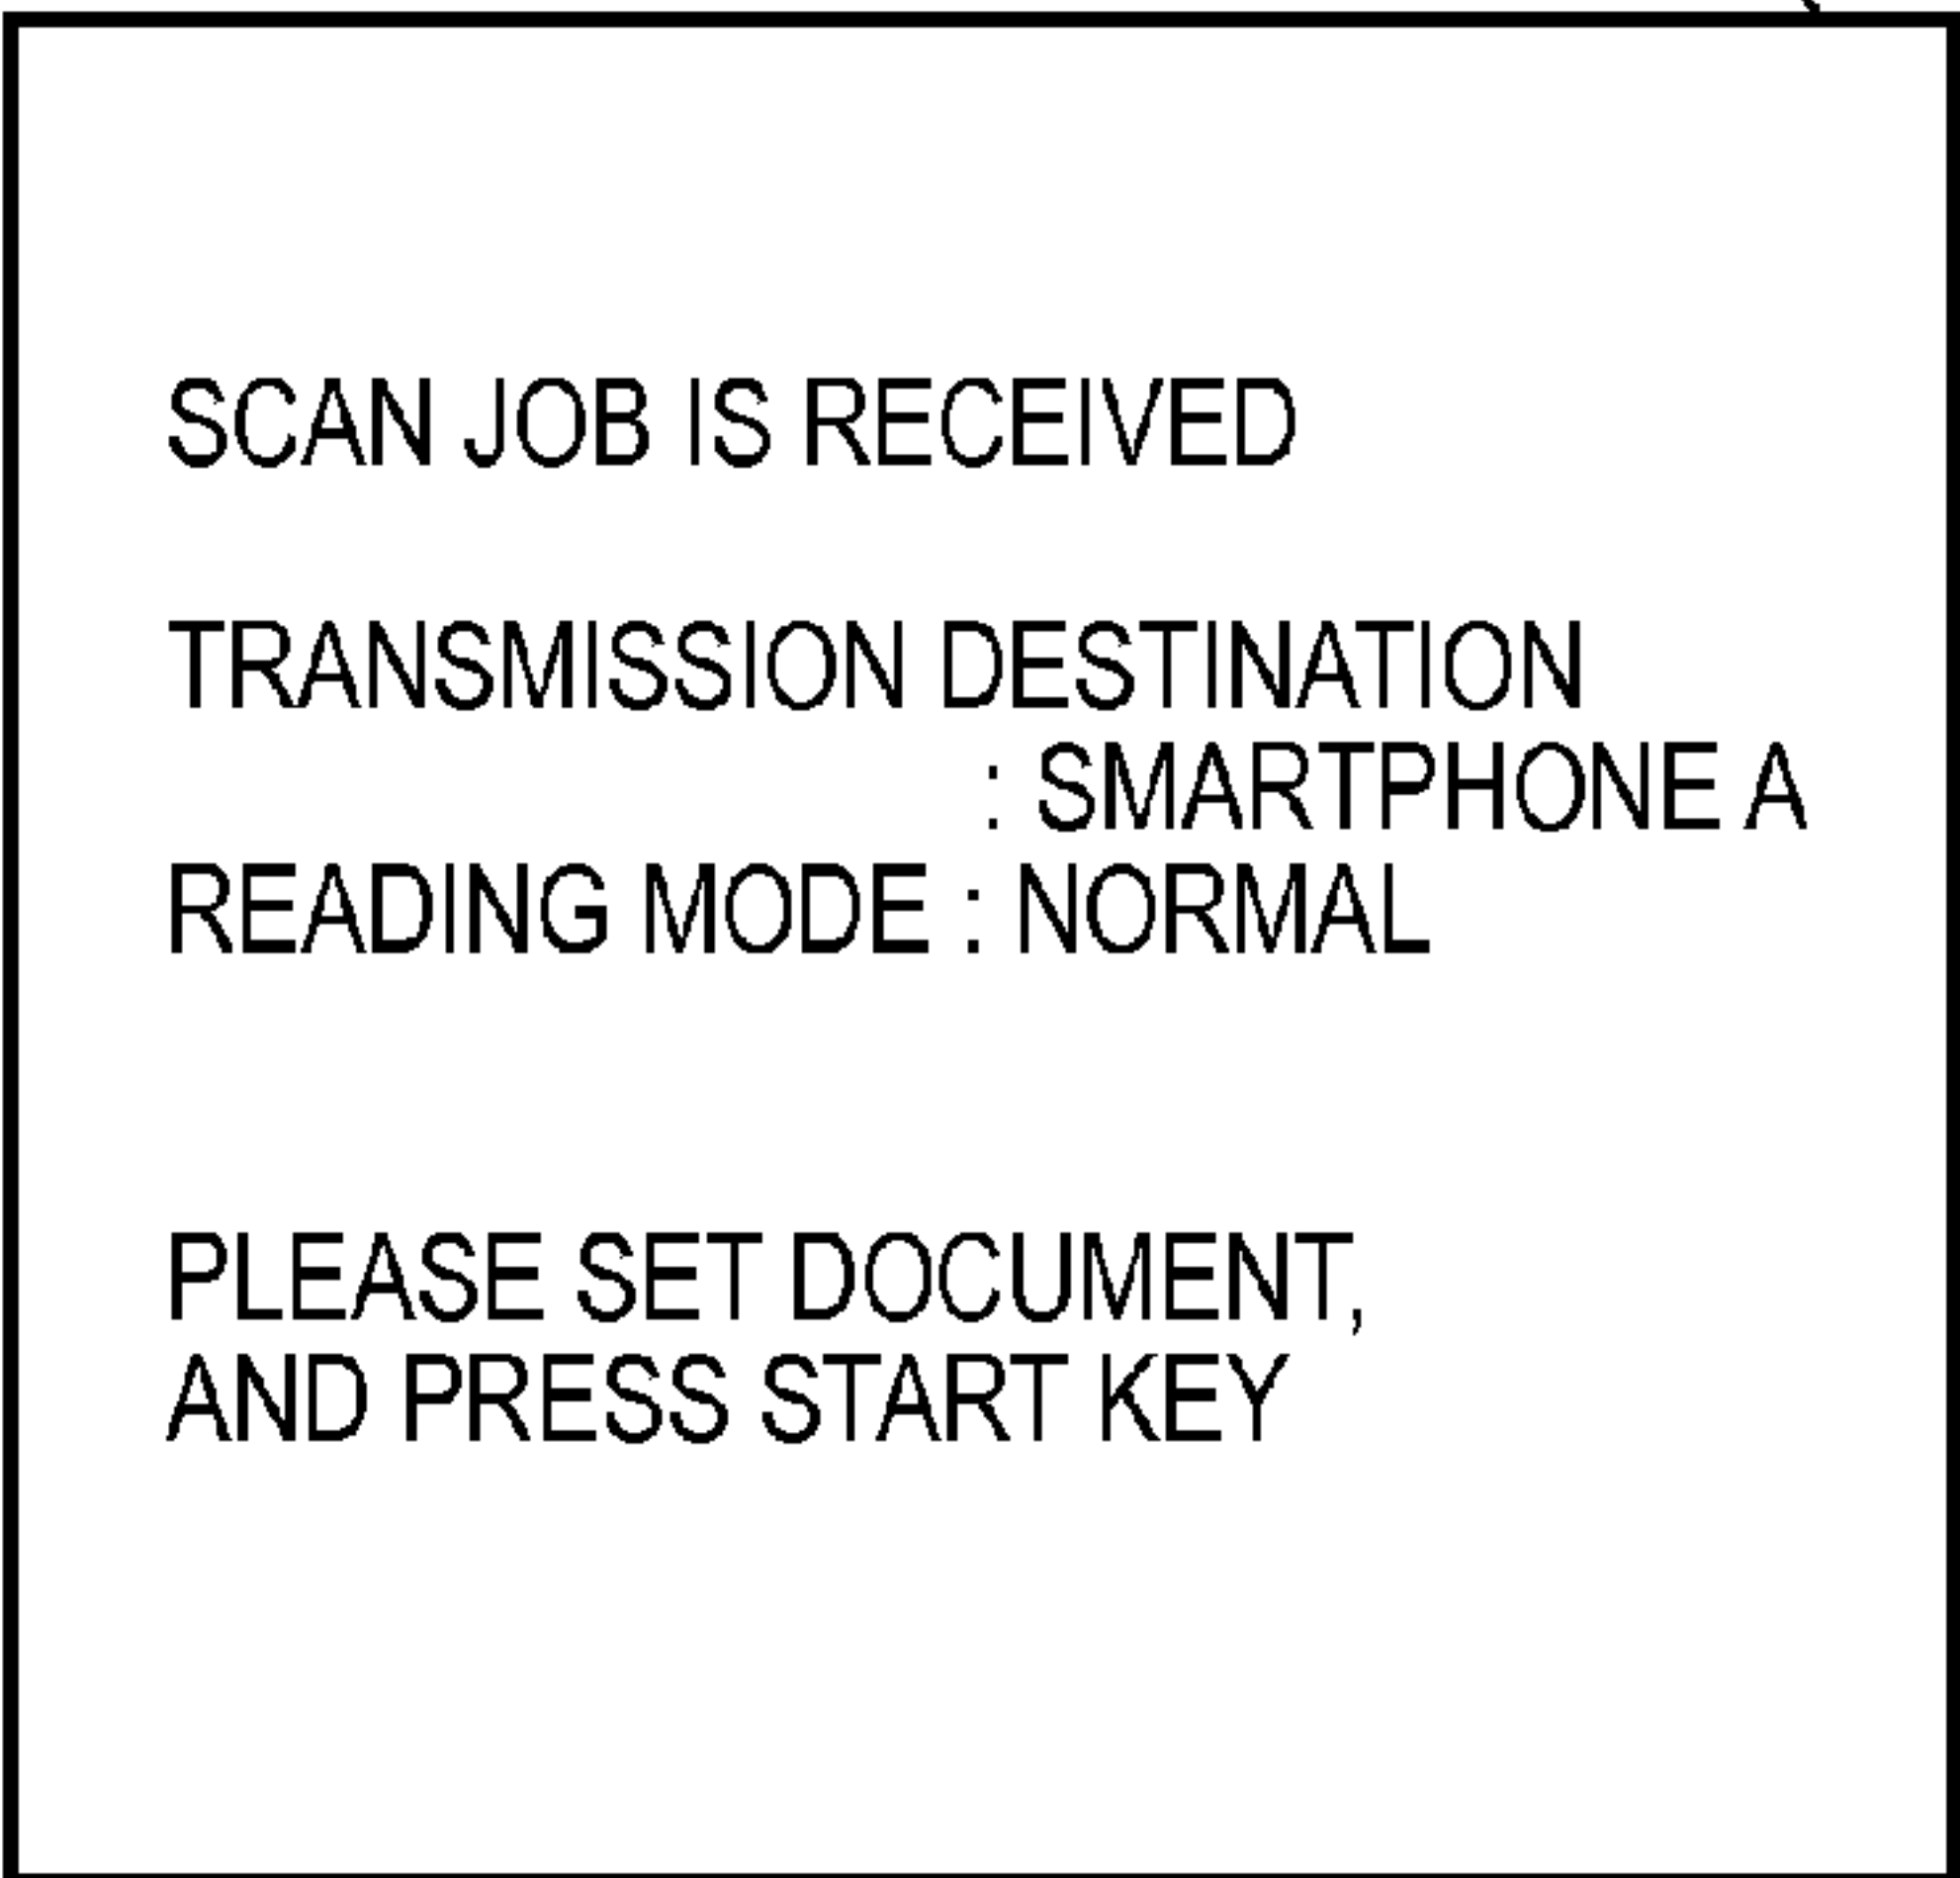 SCAN JOB IS RECEIVED
TRANSMISSION DESTINATION
: SMARTPHONE A
READING MODE : NORMAL
PLEASE SET DOCUMENT,
AND PRESS START KEY